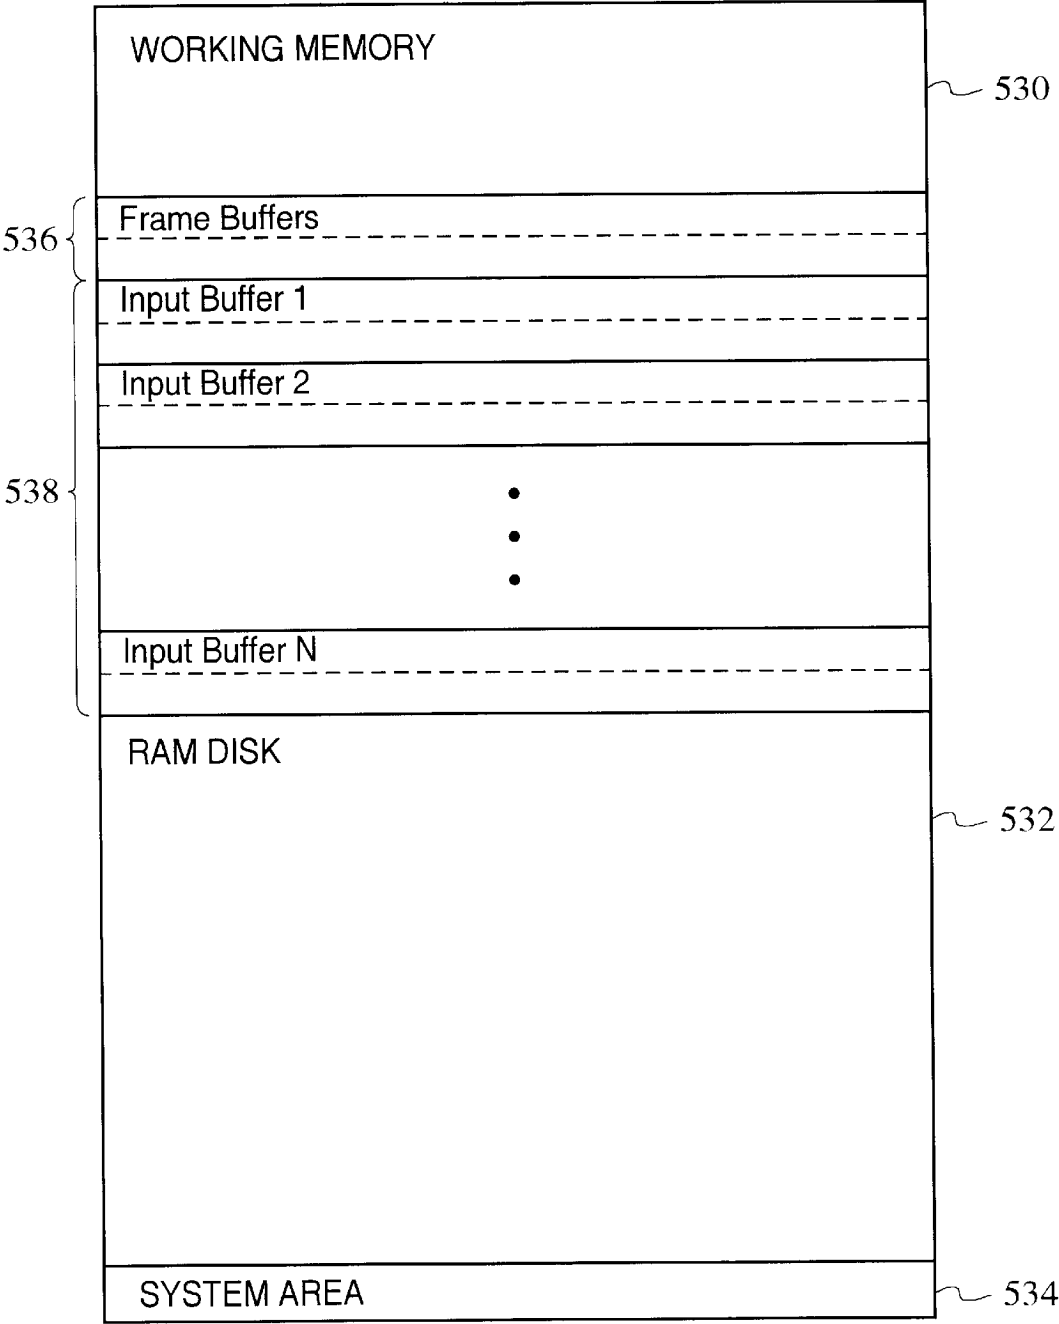 WORKING MEMORY
530
Frame Buffers
536
Input Buffer 1
Input Buffer 2
538
Input Buffer N
RAM DISK
532
SYSTEM AREA
534